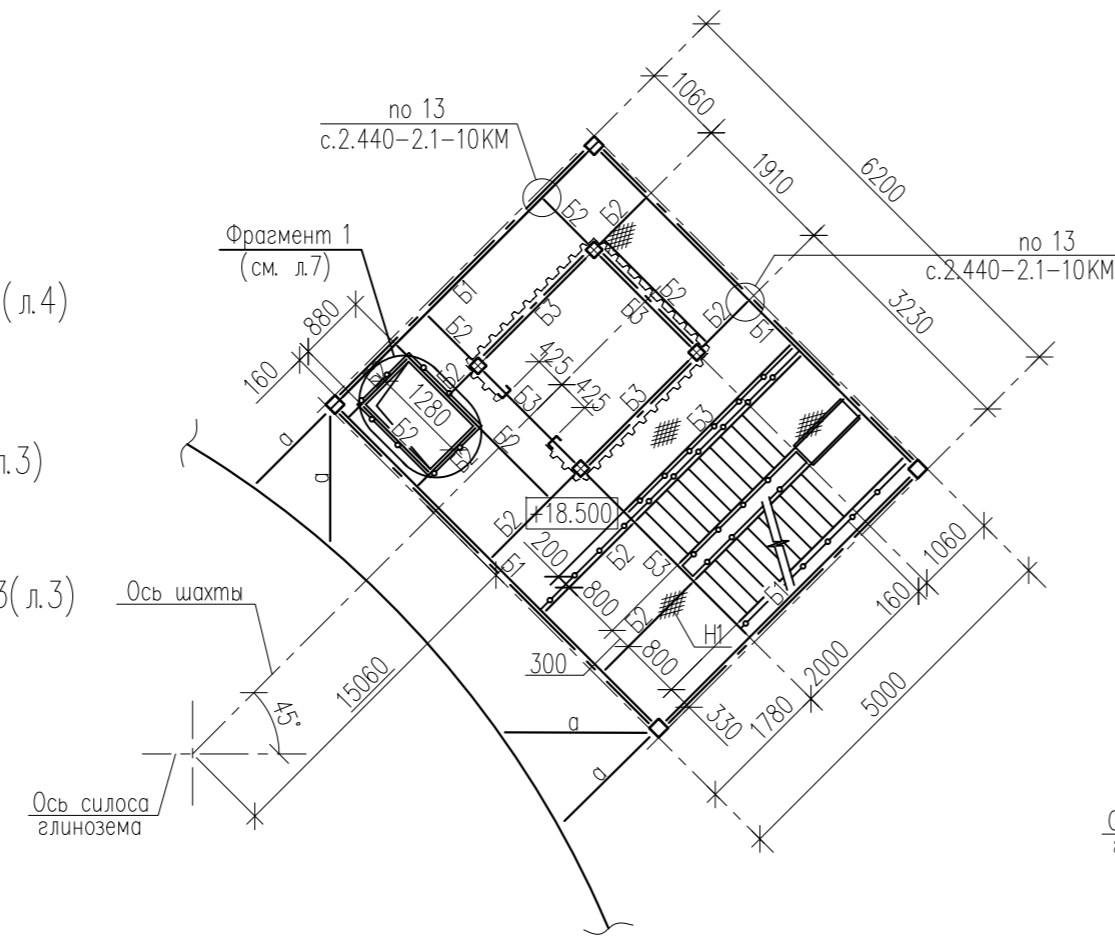 по 13
с.2.440-2.1-10КМ
Фрагмент 1
(см. л.7)
(л.4)
л.3)
3(л.3)
1060
1910
6200
3230
по 13
с.2.440-2.1-10КМ
880
160
Б1
Б2
Б2
Б2
Б3
Б3
Б2
Б2
Б1
425
425
Б2
Б2
1280
Б2
Б2
Б2
Б3
Б3
Б3
а
а
+18.500
Б2
Б1
200
Б2
Б3
800
Б2
800
300
Н1
330
Б1
160
1060
2000
1780
5000
Ось шахты
15060
45°
а
а
Ось силоса
глинозема